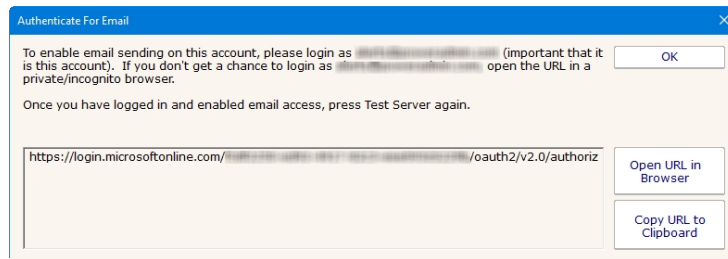 Authenticate For Email
To enable email sending on this account, please login as (important that it
is this account). If you don't get a chance to login as open the URL in a
private/incognito browser.
Once you have logged in and enabled email access, press Test Server again.
OK
https://login.microsoftonline.com/ /oauth2/v2.0/authoriz
Open URL in
Browser
Copy URL to
Clipboard